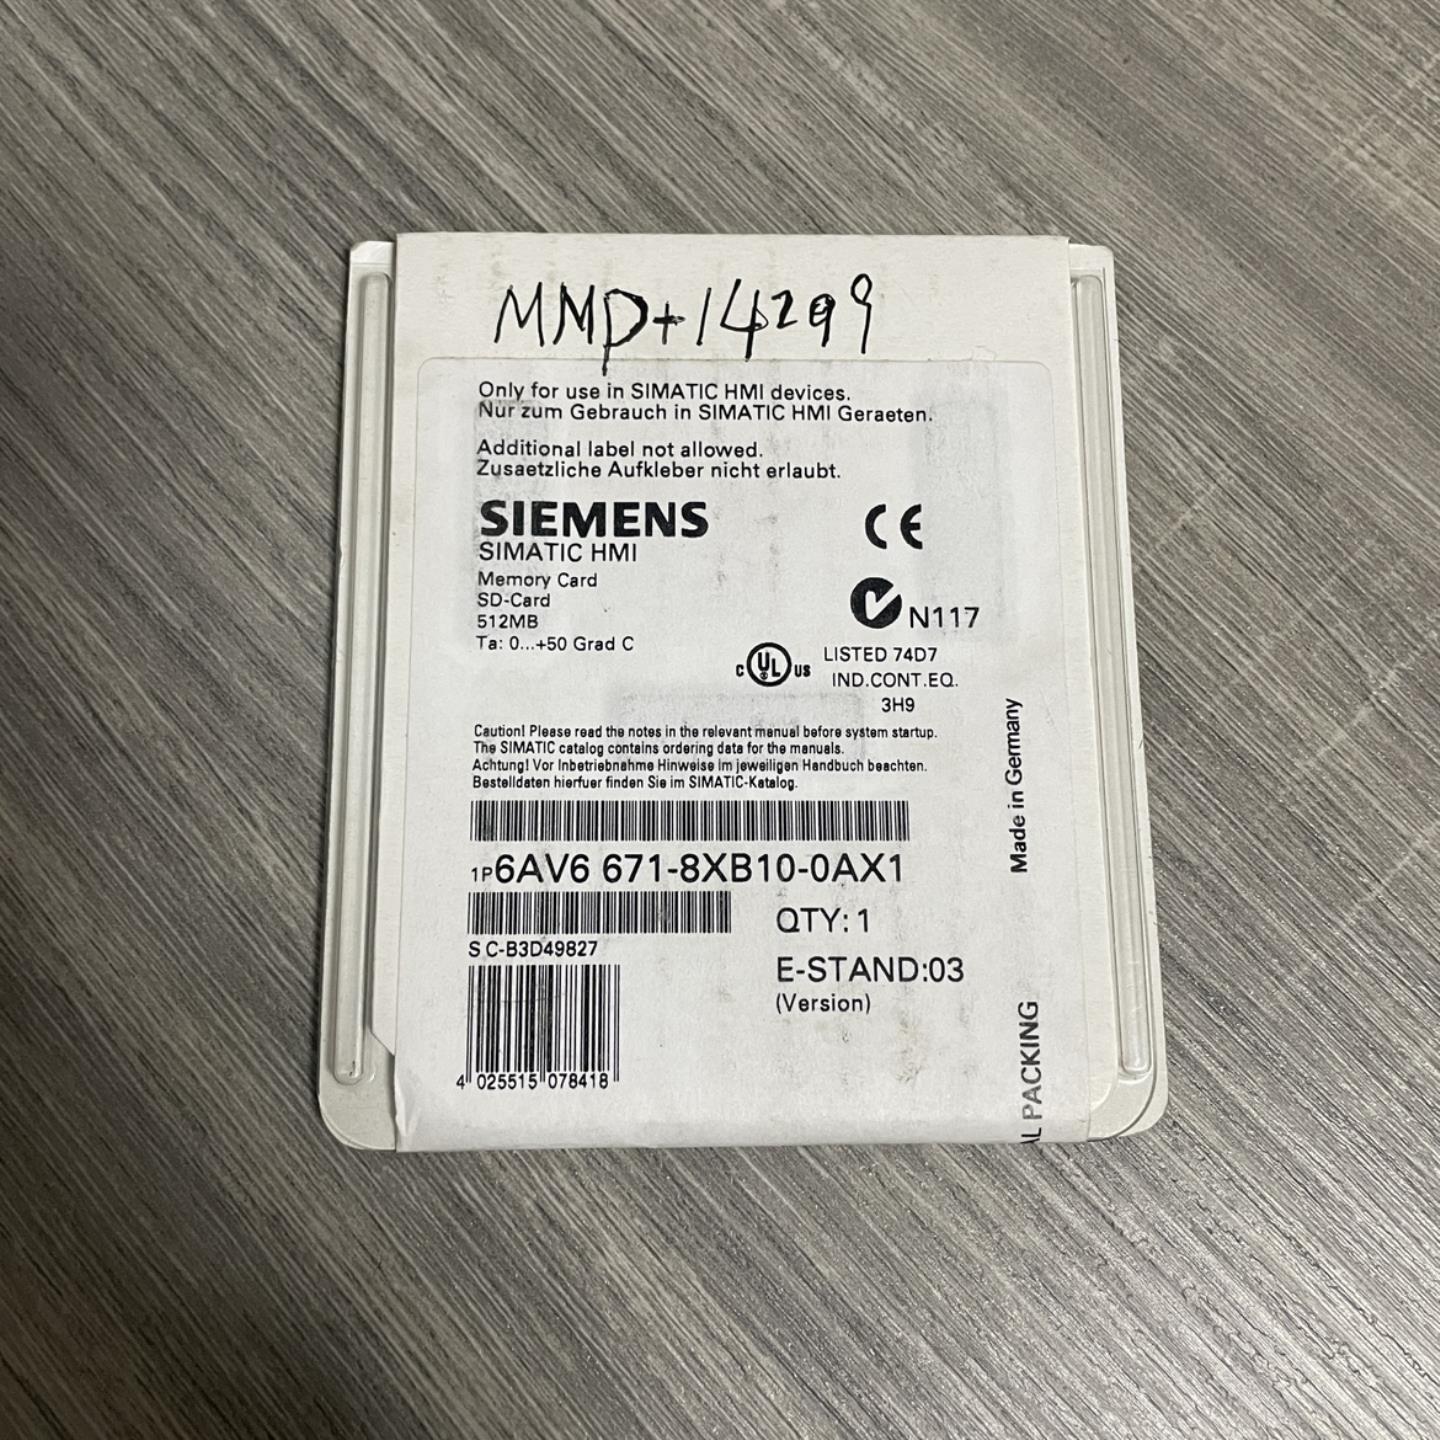 MMP+14299
Only for use in SIMATIC HMI devices.
Nur zum Gebrauch in SIMATIC HMI Geraeten.
Additional label not allowed.
Zusaetzliche Aufkleber nicht erlaubt.
SIEMENS
SIMATIC HMI
Memory Card
SD-Card
512MB
Ta: 0...+50 Grad C
CE
N117
C UL US LISTED 74D7
IND.CONT.EQ.
3H9
Caution! Please read the notes in the relevant manual before system startup.
The SIMATIC catalog contains ordering data for the manuals.
Achtung! Vor Inbetriebnahme Hinweise im jeweiligen Handbuch beachten.
Bestelldaten hierfuer finden Sie im SIMATIC-Katalog.
1P6AV6 671-8XB10-0AX1
S C-B3D49827
QTY: 1
E-STAND:03
(Version)
4 025515 078418
Made in Germany
L PACKING